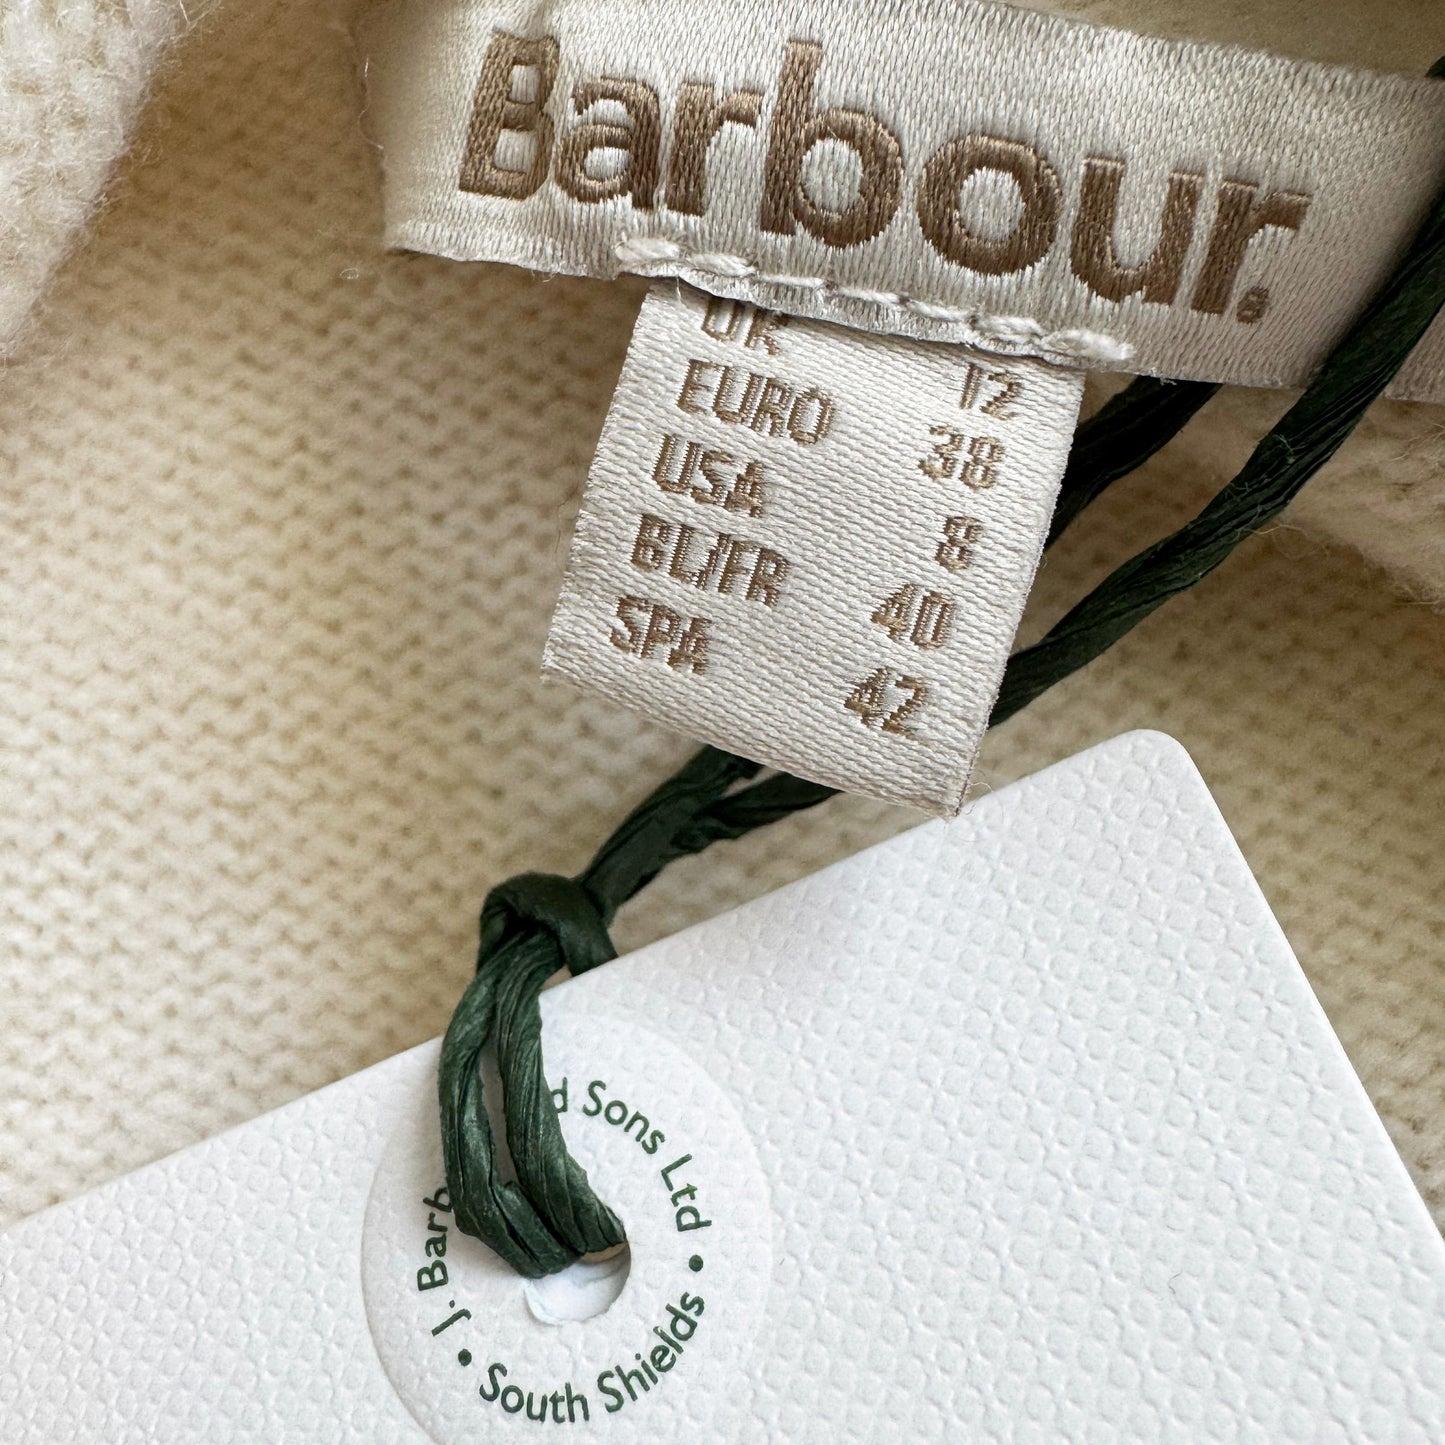 Barbour.
UK 12
EURO 38
USA 8
BL/FR 40
SPA 42
J. Barb d Sons Ltd •
South Shields •